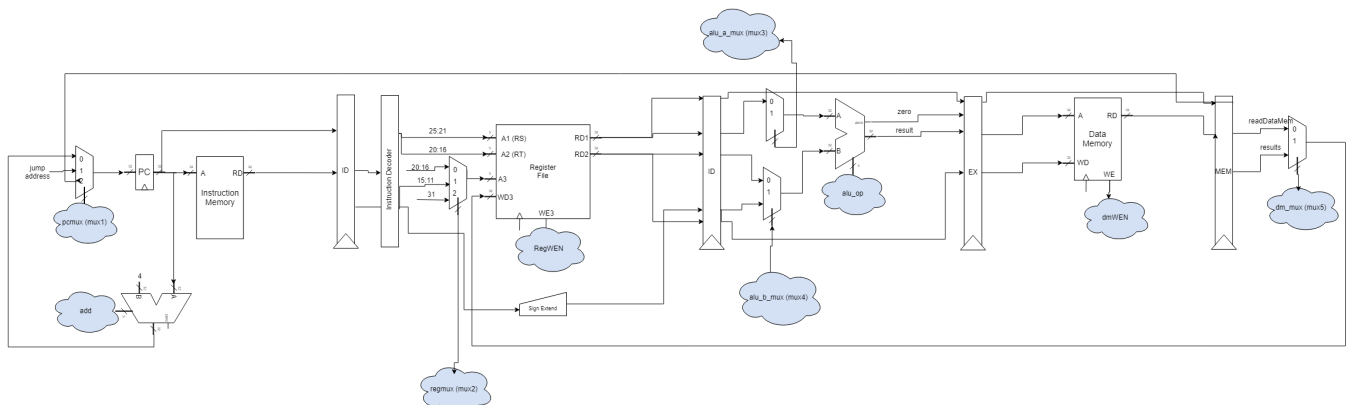 alu_a_mux (mux3)
0
1
2
jump
address
pcmux (mux1)
PC
A
RD
Instruction
Memory
4
B
A
add
ID
Instruction Decoder
25:21
20:16
20:16
15;11
31
0
1
2
regmux (mux2)
A1 (RS)
A2 (RT)
A3
WD3
RD1
RD2
Register
File
WE3
RegWEN
Sign Extend
ID
0
1
0
1
alu_b_mux (mux4)
A
B
zero
result
alu_op
EX
A
RD
Data
Memory
WD
WE
dmWEN
MEM
readDataMem
results
0
1
dm_mux (mux5)